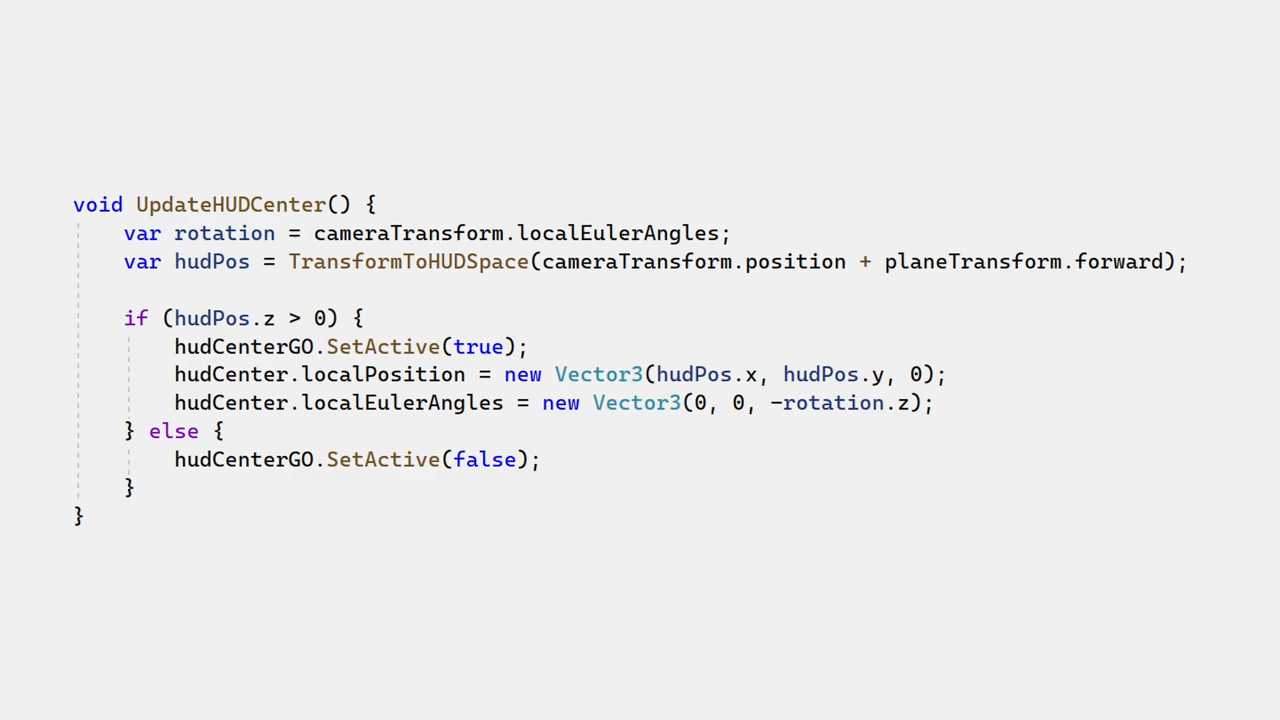 void UpdateHUDCenter() {
    var rotation = cameraTransform.localEulerAngles;
    var hudPos = TransformToHUDSpace(cameraTransform.position + planeTransform.forward);

    if (hudPos.z > 0) {
        hudCenterGO.SetActive(true);
        hudCenter.localPosition = new Vector3(hudPos.x, hudPos.y, 0);
        hudCenter.localEulerAngles = new Vector3(0, 0, -rotation.z);
    } else {
        hudCenterGO.SetActive(false);
    }
}